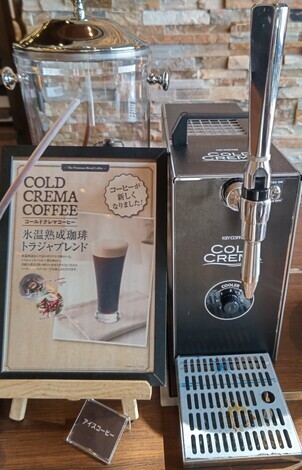 COLD
CREMA
COFFEE
コールドクレマコーヒー
氷温熟成珈琲
トラジャブレンド
コーヒーが
新しく
なりました!
アイスコーヒー
KEY COFFEE
COLD
CREMA
COOLER